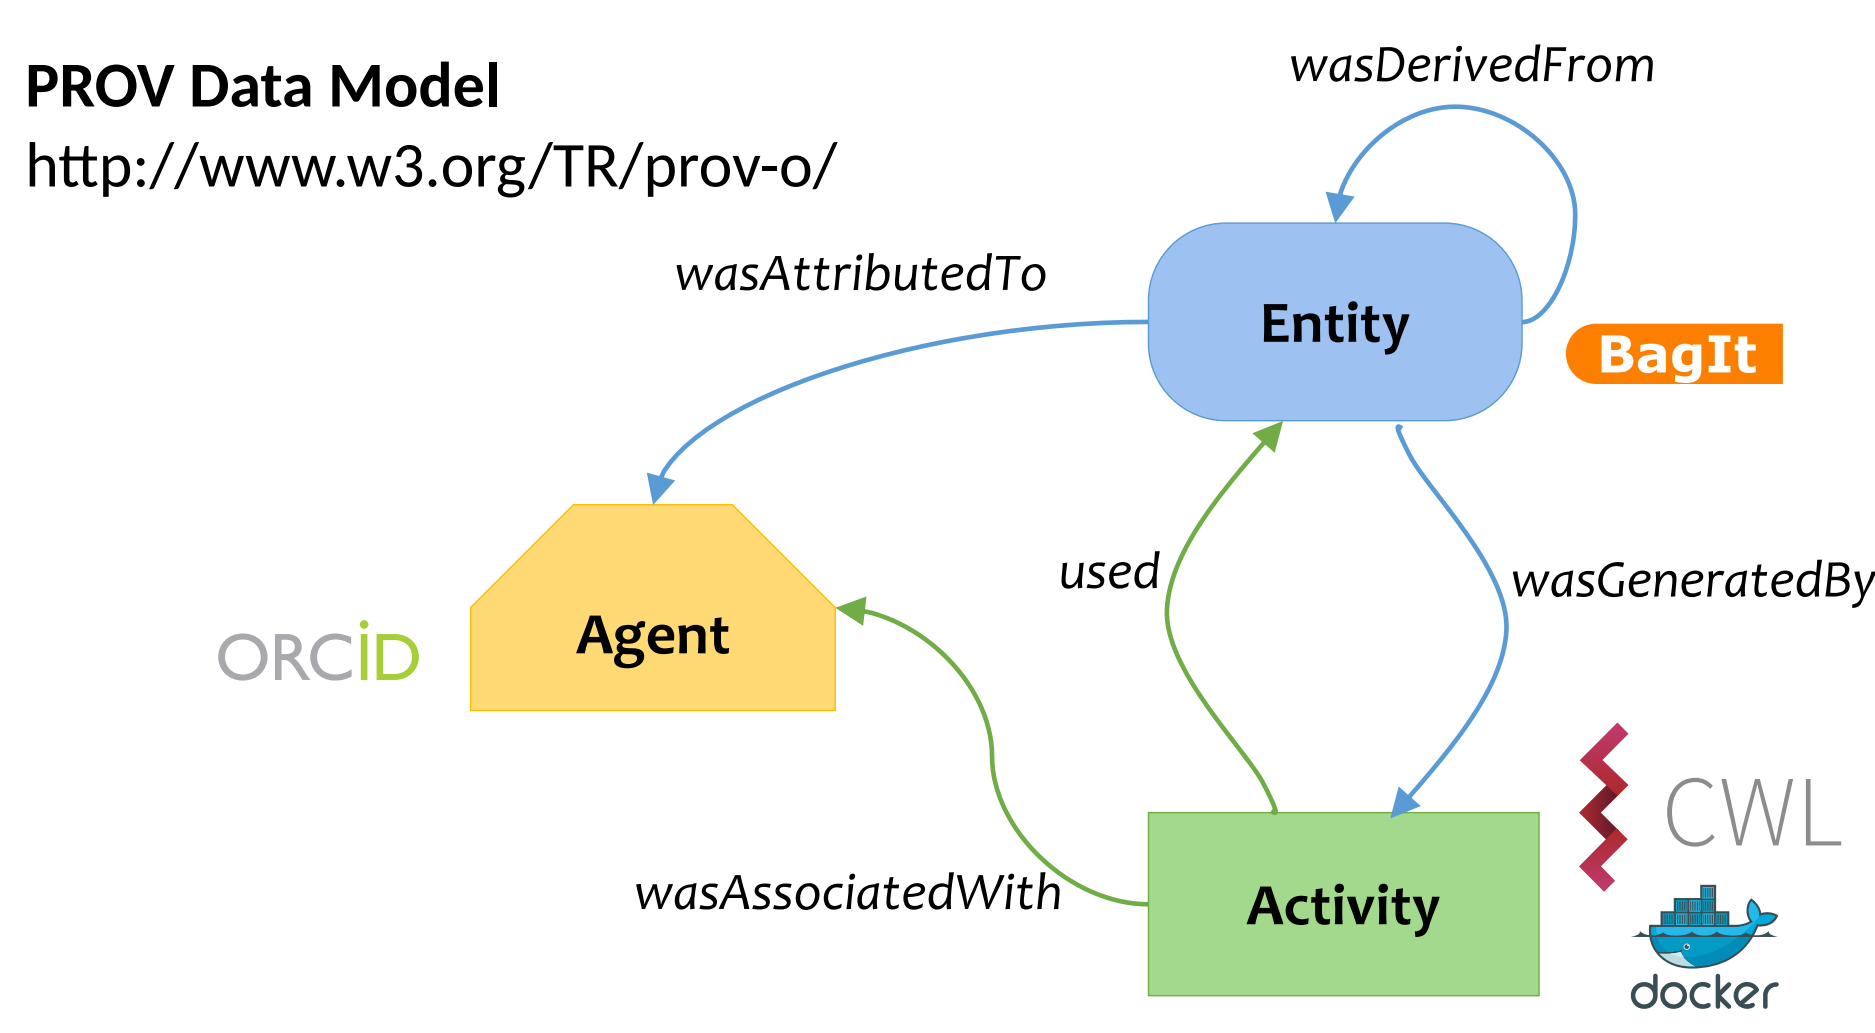 PROV Data Model
http://www.w3.org/TR/prov-o/
wasDerivedFrom
wasAttributedTo
Entity
BagIt
used
wasGeneratedBy
Agent
ORCiD
CWL
wasAssociatedWith
Activity
docker